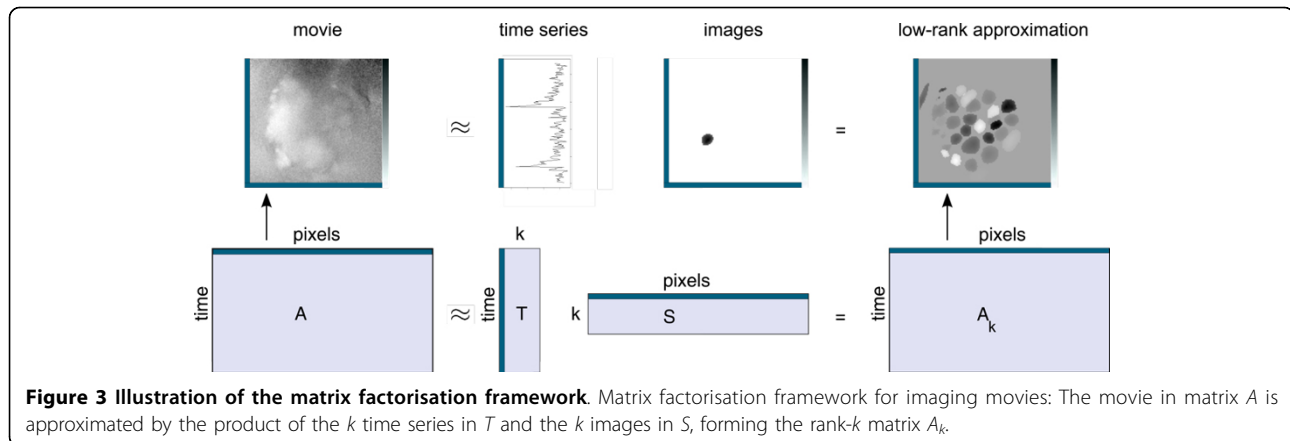 movie time series images low-rank approximation
≈ =
pixels k pixels
pixels
time A ≈ time T k S = time A_k
Figure 3 Illustration of the matrix factorisation framework. Matrix factorisation framework for imaging movies: The movie in matrix A is
approximated by the product of the k time series in T and the k images in S, forming the rank-k matrix A_k.